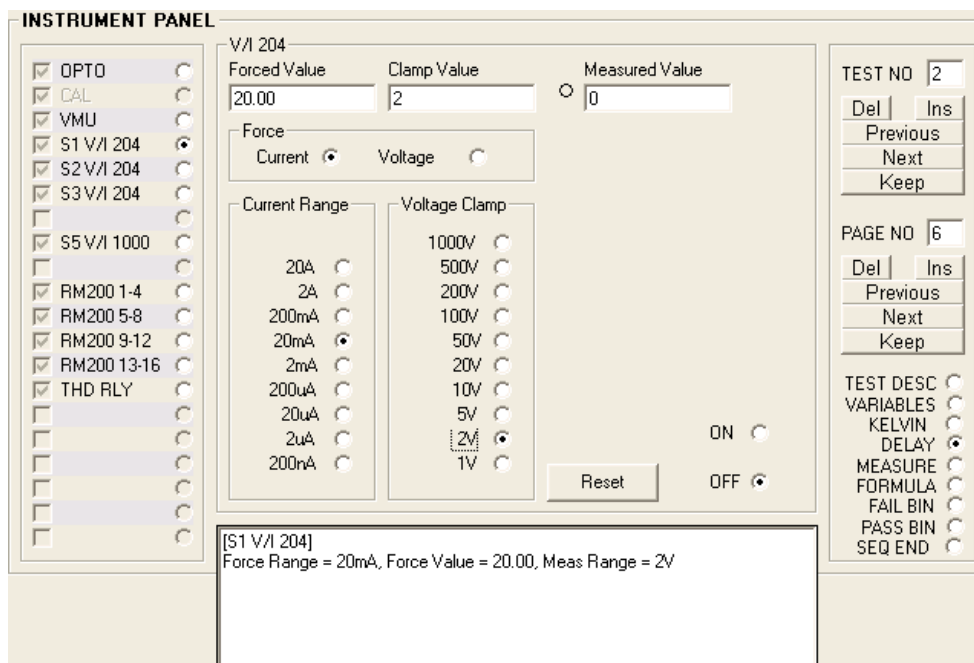 INSTRUMENT PANEL
OPTO
CAL
VMU
S1 V/I 204
S2 V/I 204
S3 V/I 204
S5 V/I 1000
RM200 1-4
RM200 5-8
RM200 9-12
RM200 13-16
THD RLY
V/I 204
Forced Value Clamp Value Measured Value
20.00 2 0
Force
Current Voltage
Current Range
20A
2A
200mA
20mA
2mA
200uA
20uA
2uA
200nA
Voltage Clamp
1000V
500V
200V
100V
50V
20V
10V
5V
2V
1V
ON
Reset OFF
[S1 V/I 204]
Force Range = 20mA, Force Value = 20.00, Meas Range = 2V
TEST NO 2
Del Ins
Previous
Next
Keep
PAGE NO 6
Del Ins
Previous
Next
Keep
TEST DESC
VARIABLES
KELVIN
DELAY
MEASURE
FORMULA
FAIL BIN
PASS BIN
SEQ END